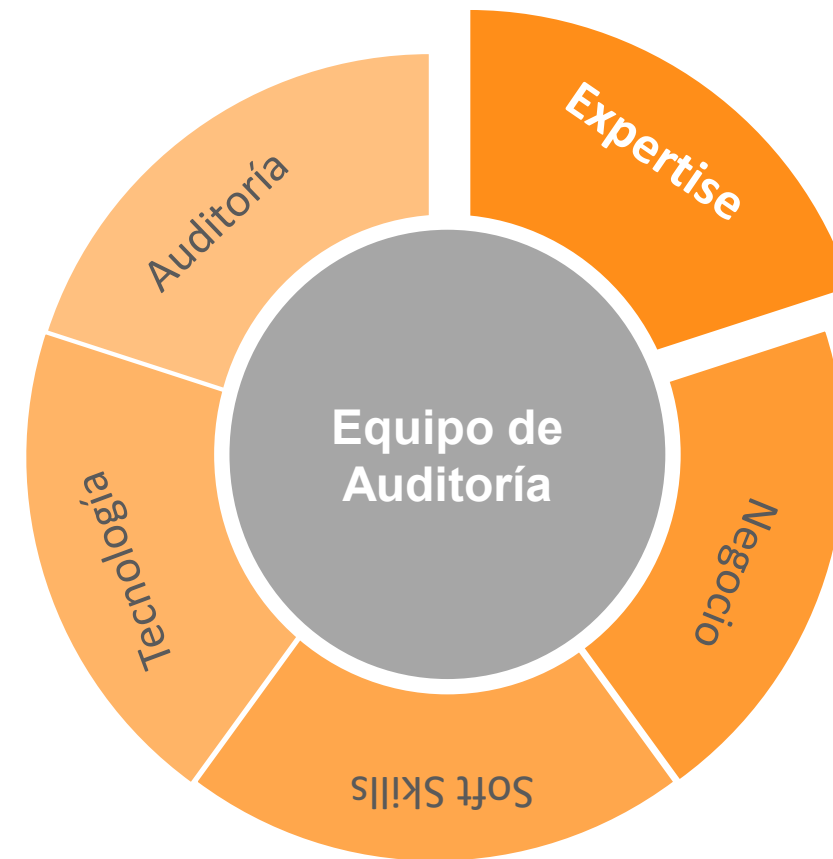 Expertise
Negocio
Soft Skills
Tecnología
Auditoría
Equipo de
Auditoría